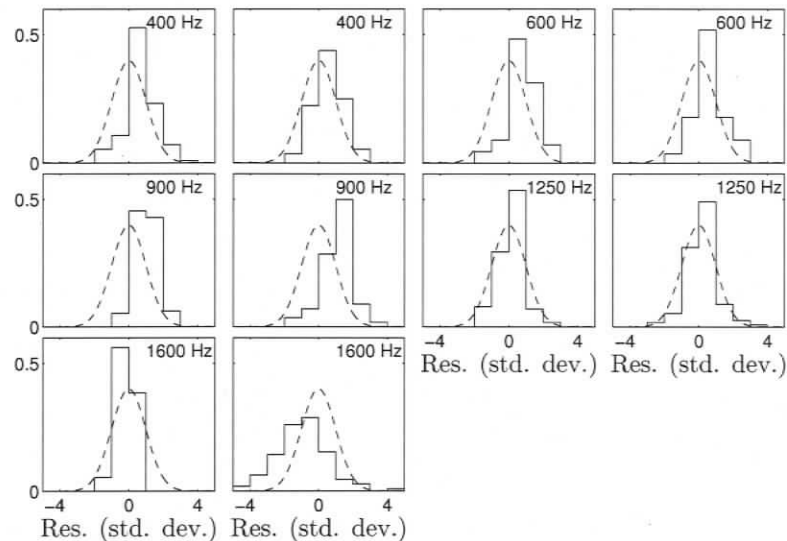 0.5 400 Hz 400 Hz 600 Hz 600 Hz
0
0.5 900 Hz 900 Hz 1250 Hz 1250 Hz
0
−4 0 4 −4 0 4
Res. (std. dev.) Res. (std. dev.)
0.5 1600 Hz 1600 Hz
0
−4 0 4 −4 0 4
Res. (std. dev.) Res. (std. dev.)